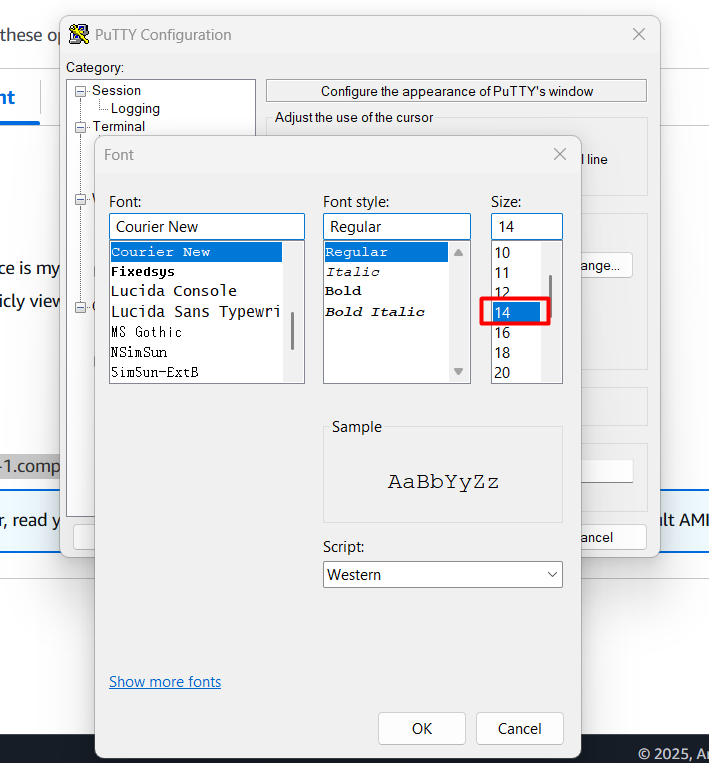 these op
PuTTY Configuration
Category:
Session
Logging
Terminal
Configure the appearance of PuTTY's window
Adjust the use of the cursor
nt
Font
l line
Font:
Font style:
Size:
Courier New
Regular
14
Courier New
Fixedsys
Lucida Console
Lucida Sans Typewri
MS Gothic
NSimSun
SimSun-ExtB
Regular
Italic
Bold
Bold Italic
10
11
12
14
16
18
20
ange...
ce is my
icly view
Sample
AaBbYyZz
-1.comp
r, read y
ult AMI
ancel
Script:
Western
Show more fonts
OK
Cancel
© 2025, A